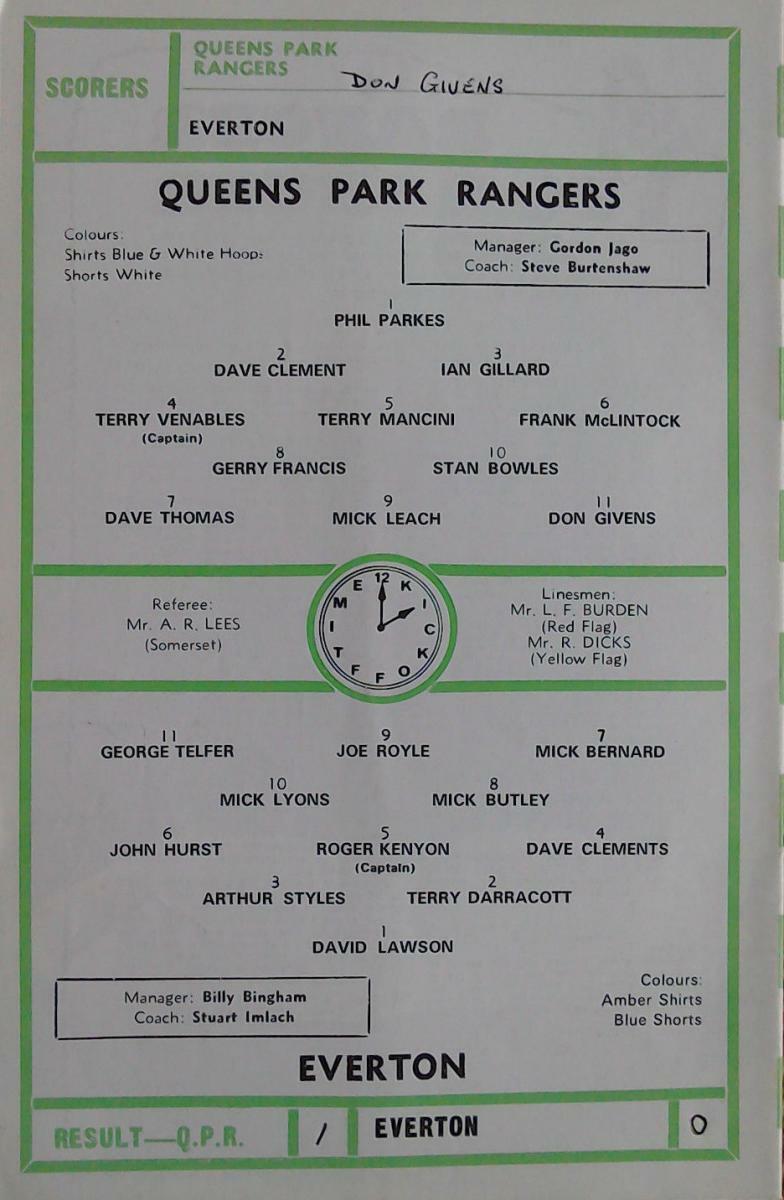 SCORERS
QUEENS PARK
RANGERS
DON GIVENS
EVERTON
QUEENS PARK RANGERS
Colours:
Shirts Blue & White Hoops
Shorts White
Manager: Gordon Jago
Coach: Steve Burtenshaw
1
PHIL PARKES
2 3
DAVE CLEMENT IAN GILLARD
4 5 6
TERRY VENABLES TERRY MANCINI FRANK McLINTOCK
(Captain)
8 10
GERRY FRANCIS STAN BOWLES
7 9 11
DAVE THOMAS MICK LEACH DON GIVENS
Referee:
Mr. A. R. LEES
(Somerset)
12 KICK OFF TIME
Linesmen:
Mr. L. F. BURDEN
(Red Flag)
Mr. R. DICKS
(Yellow Flag)
11 9 7
GEORGE TELFER JOE ROYLE MICK BERNARD
10 8
MICK LYONS MICK BUTLEY
6 5 4
JOHN HURST ROGER KENYON DAVE CLEMENTS
(Captain)
3 2
ARTHUR STYLES TERRY DARRACOTT
1
DAVID LAWSON
Manager: Billy Bingham
Coach: Stuart Imlach
Colours:
Amber Shirts
Blue Shorts
EVERTON
RESULT—Q.P.R. 1 EVERTON 0